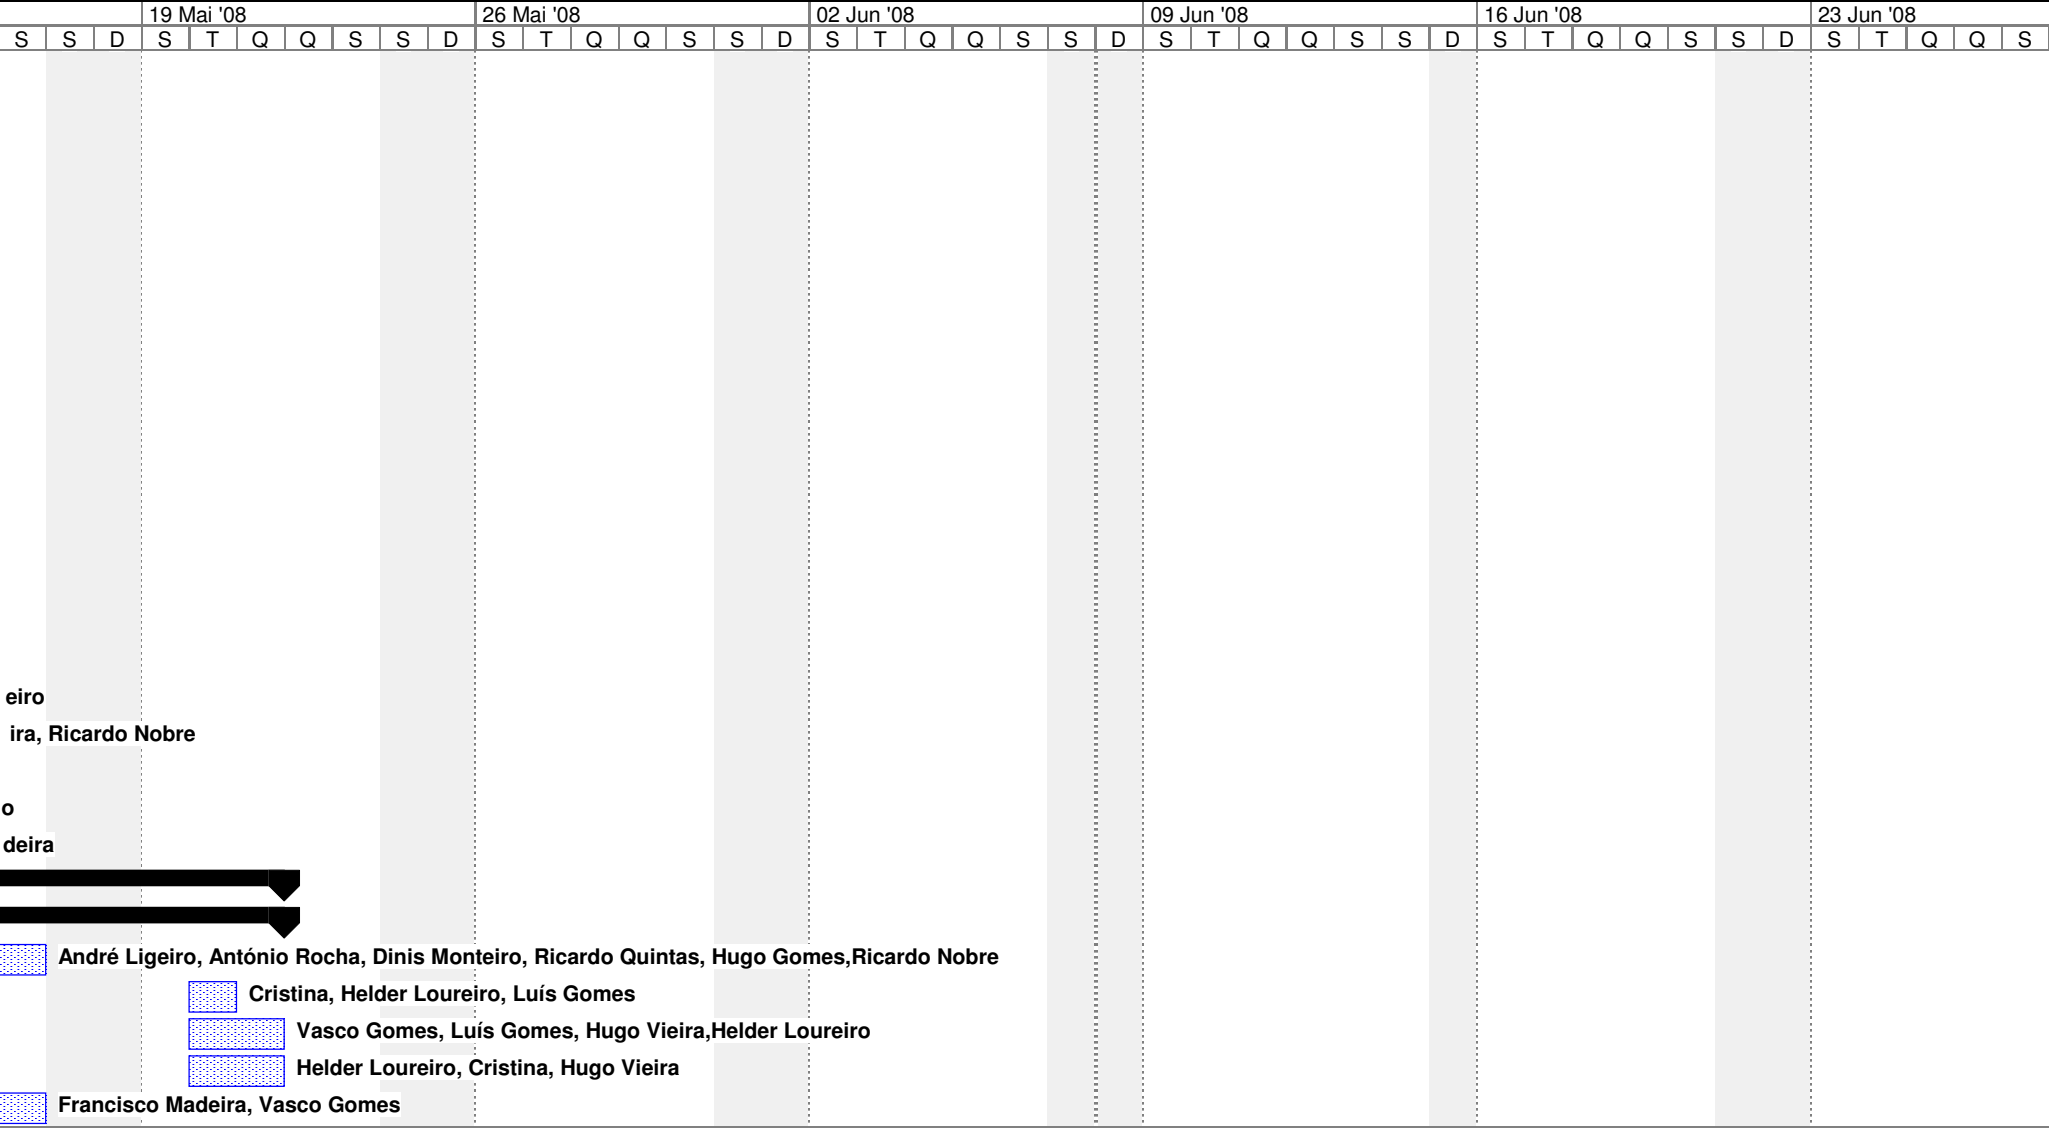 19 Mai '08 26 Mai '08 02 Jun '08 09 Jun '08 16 Jun '08 23 Jun '08
S S D S T Q Q S S D S T Q Q S S D S T Q Q S S D S T Q Q S S D S T Q Q S S D S T Q Q S
eiro
ira, Ricardo Nobre
o
deira
André Ligeiro, António Rocha, Dinis Monteiro, Ricardo Quintas, Hugo Gomes,Ricardo Nobre
Cristina, Helder Loureiro, Luís Gomes
Vasco Gomes, Luís Gomes, Hugo Vieira,Helder Loureiro
Helder Loureiro, Cristina, Hugo Vieira
Francisco Madeira, Vasco Gomes